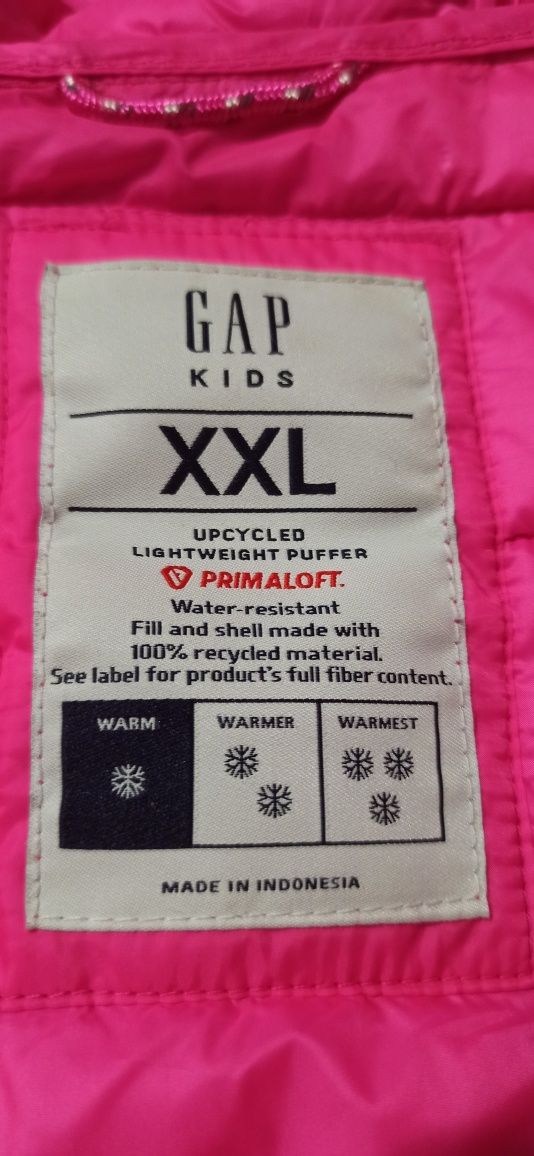 GAP
KIDS
XXL
UPCYCLED
LIGHTWEIGHT PUFFER
PRIMALOFT.
Water-resistant
Fill and shell made with
100% recycled material.
See label for product's full fiber content.
WARM WARMER WARMEST
MADE IN INDONESIA